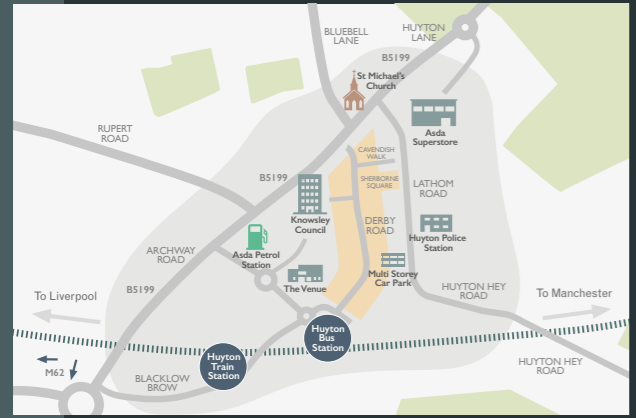 BLUEBELL
LANE
HUYTON
LANE
B5199
St Michael's
Church
Asda
Superstore
RUPERT
ROAD
CAVENDISH
WALK
B5199
SHERBORNE
SQUARE
LATHOM
ROAD
Knowsley
Council
DERBY
ROAD
Huyton Police
Station
ARCHWAY
ROAD
Asda Petrol
Station
The Venue
Multi Storey
Car Park
B5199
HUYTON HEY
ROAD
To Liverpool
To Manchester
Huyton
Bus
Station
Huyton
Train
Station
M62
BLACKLOW
BROW
HUYTON HEY
ROAD